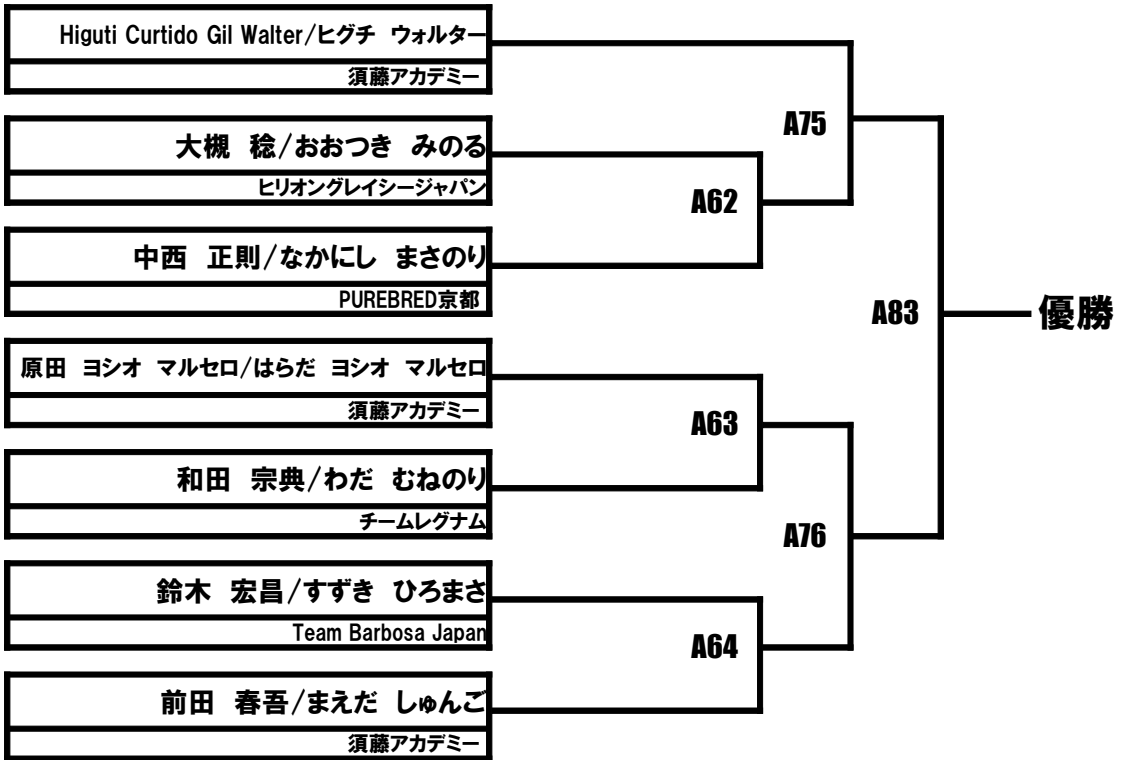 Higuti Curtido Gil Walter/ヒグチ ウォルター
須藤アカデミー
A75
大槻 稔/おおつき みのる
ヒリオングレイシージャパン
A62
中西 正則/なかにし まさのり
PUREBRED京都
A83
優勝
原田 ヨシオ マルセロ/はらだ ヨシオ マルセロ
須藤アカデミー
A63
和田 宗典/わだ むねのり
チームレグナム
A76
鈴木 宏昌/すずき ひろまさ
Team Barbosa Japan
A64
前田 春吾/まえだ しゅんご
須藤アカデミー